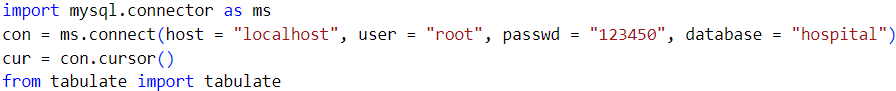 import mysql.connector as ms
con = ms.connect(host = "localhost", user = "root", passwd = "123450", database = "hospital")
cur = con.cursor()
from tabulate import tabulate